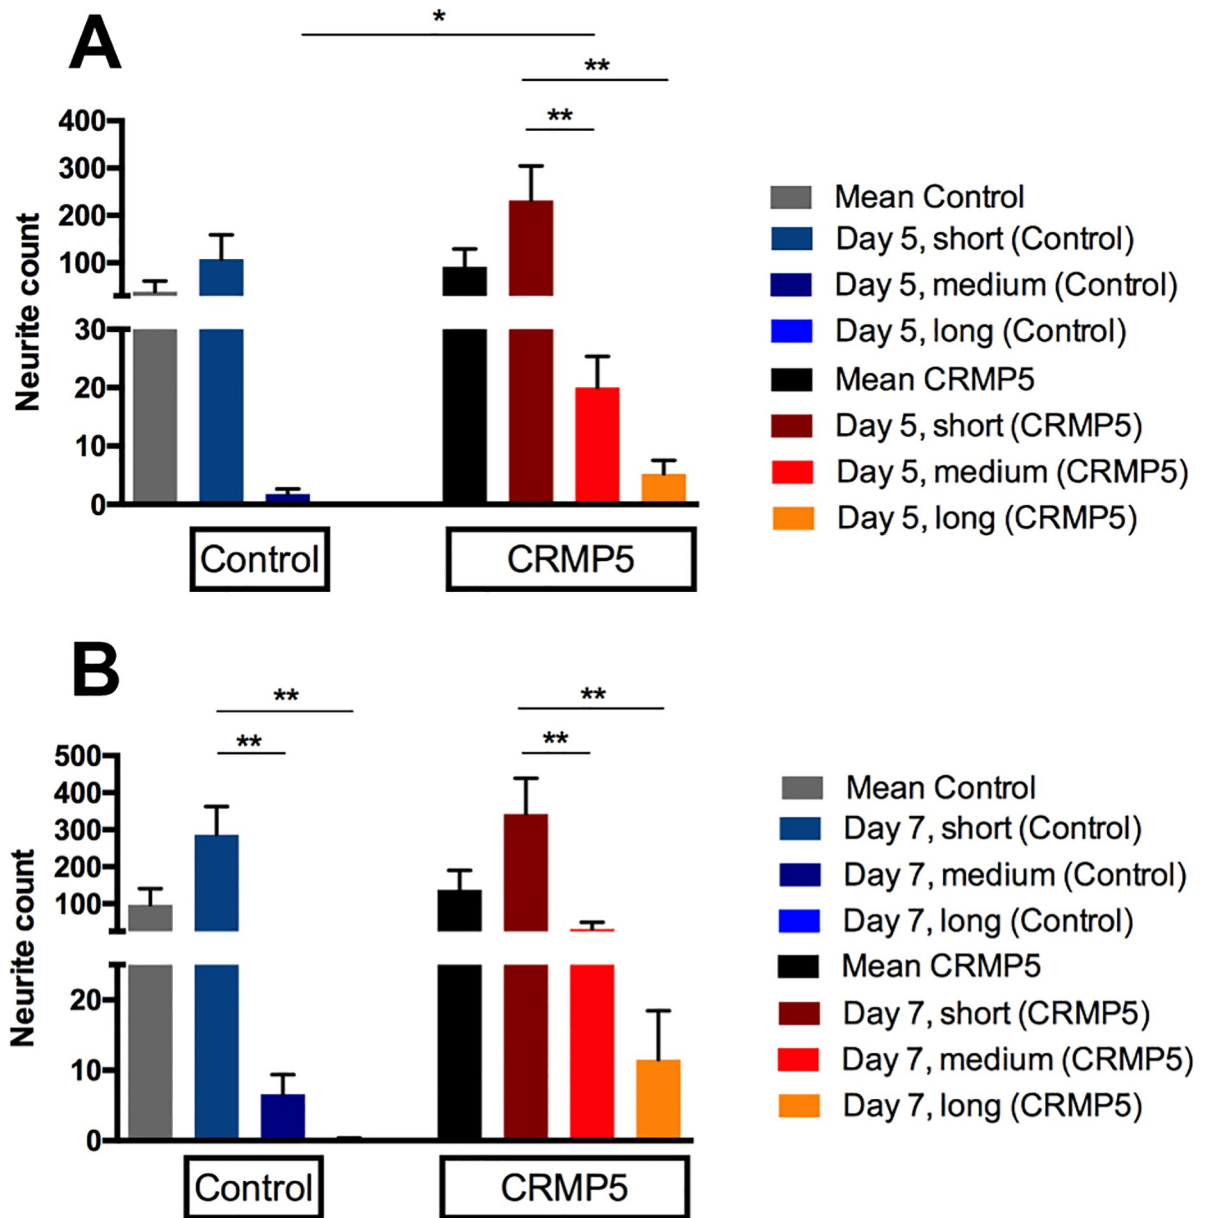 A
*
**
**
400
300
200
100
30
20
10
0
Neurite count
Control
CRMP5
Mean Control
Day 5, short (Control)
Day 5, medium (Control)
Day 5, long (Control)
Mean CRMP5
Day 5, short (CRMP5)
Day 5, medium (CRMP5)
Day 5, long (CRMP5)
B
**
**
**
**
500
400
300
200
100
20
10
0
Neurite count
Control
CRMP5
Mean Control
Day 7, short (Control)
Day 7, medium (Control)
Day 7, long (Control)
Mean CRMP5
Day 7, short (CRMP5)
Day 7, medium (CRMP5)
Day 7, long (CRMP5)